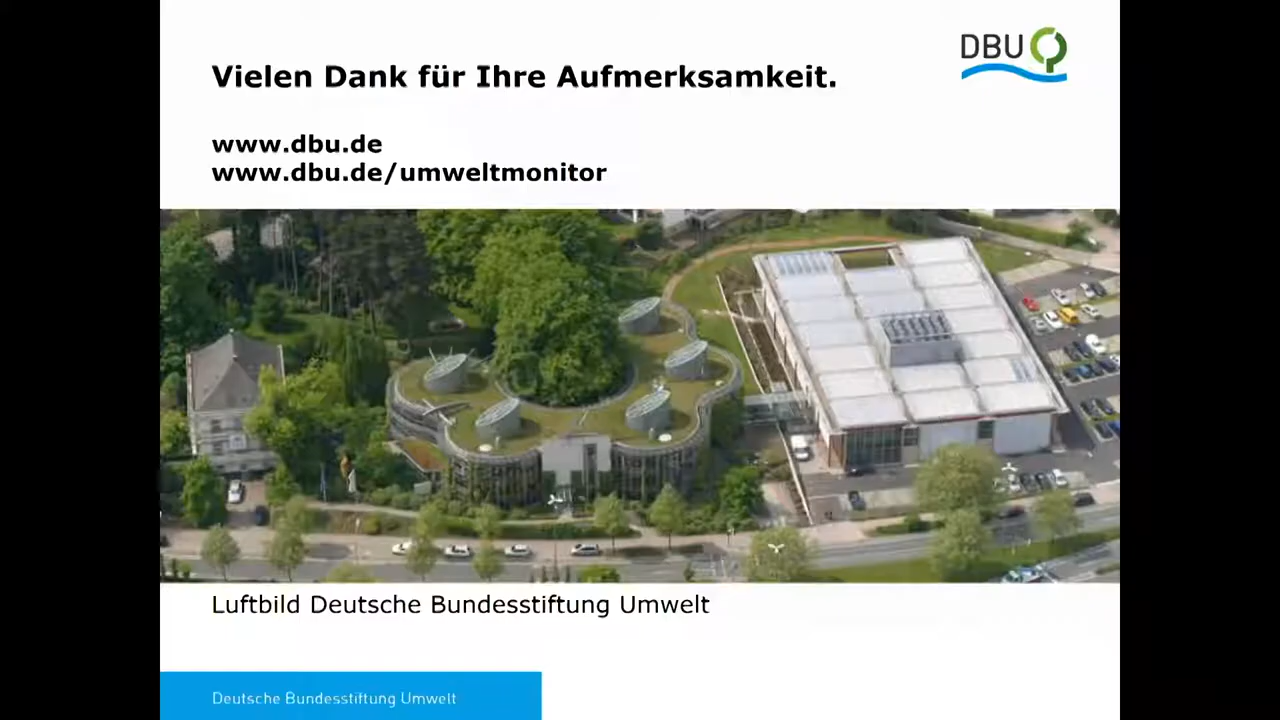 DBU
Vielen Dank für Ihre Aufmerksamkeit.
www.dbu.de
www.dbu.de/umweltmonitor
Luftbild Deutsche Bundesstiftung Umwelt
Deutsche Bundesstiftung Umwelt